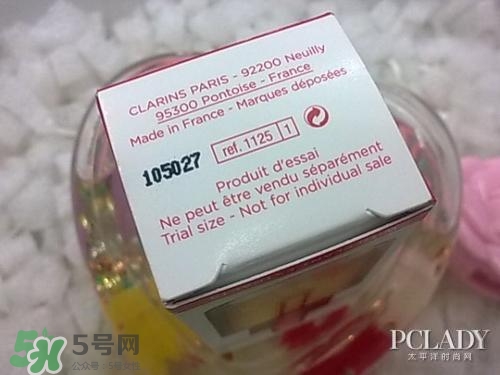 CLARINS PARIS - 92200 Neuilly
95300 Pontoise - France
Made in France - Marques déposées
105027
ref. 1125 1
Produit d'essai
Ne peut être vendu séparément
Trial size - Not for individual sale
5H 5号网
PCLADY
太平洋时尚网